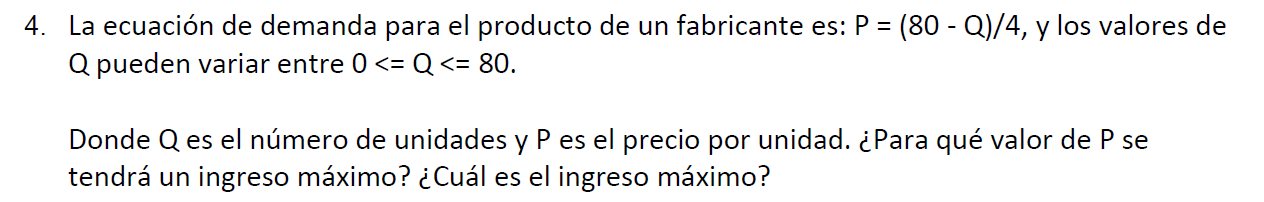 4. La ecuación de demanda para el producto de un fabricante es: P = (80 - Q)/4, y los valores de
Q pueden variar entre 0 <= Q <= 80.
Donde Q es el número de unidades y P es el precio por unidad. ¿Para qué valor de P se
tendrá un ingreso máximo? ¿Cuál es el ingreso máximo?